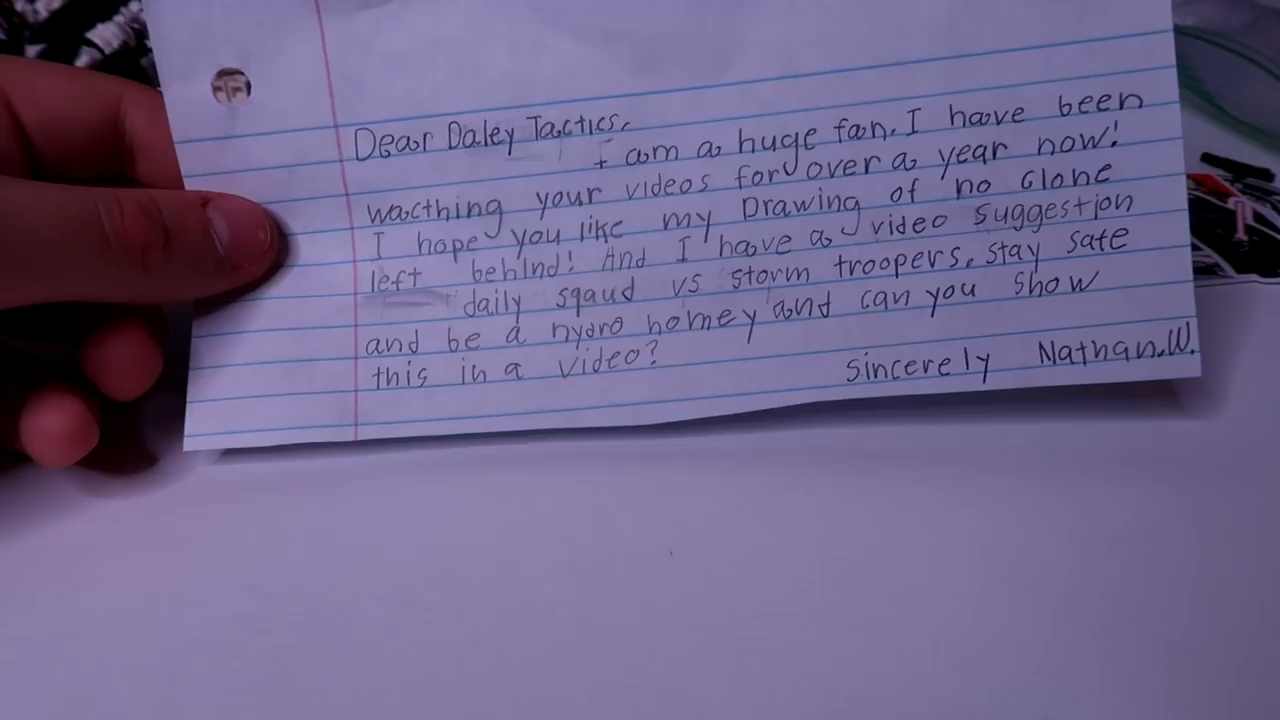 Dear Daley Tactics,
I am a huge fan. I have been
wacthing your videos for over a year now!
I hope you like my Drawing of no clone
left behind! And I have a video suggestion
daily sqaud vs storm troopers. stay safe
and be a hydro homey and can you show
this in a video?
sincerely Nathan.W.